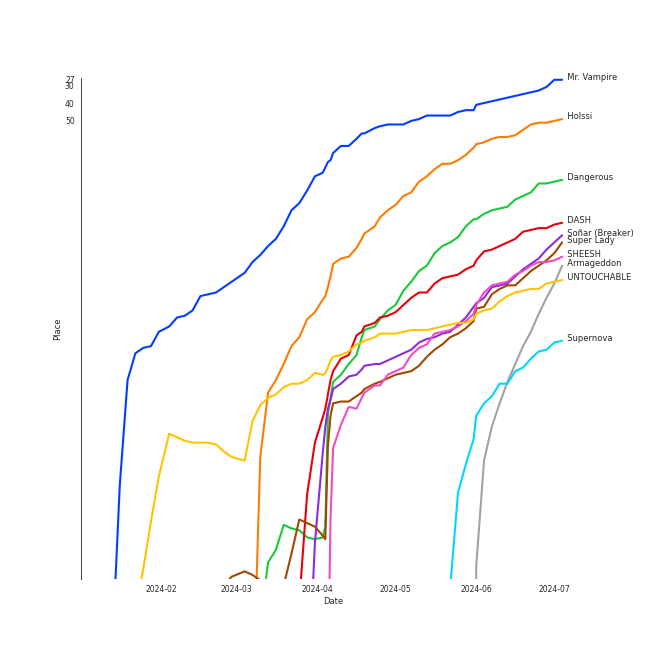 27
30
40
50
Place
Mr. Vampire
Holssi
Dangerous
DASH
Soñar (Breaker)
Super Lady
SHEESH
Armageddon
UNTOUCHABLE
Supernova
2024-02 2024-03 2024-04 2024-05 2024-06 2024-07
Date